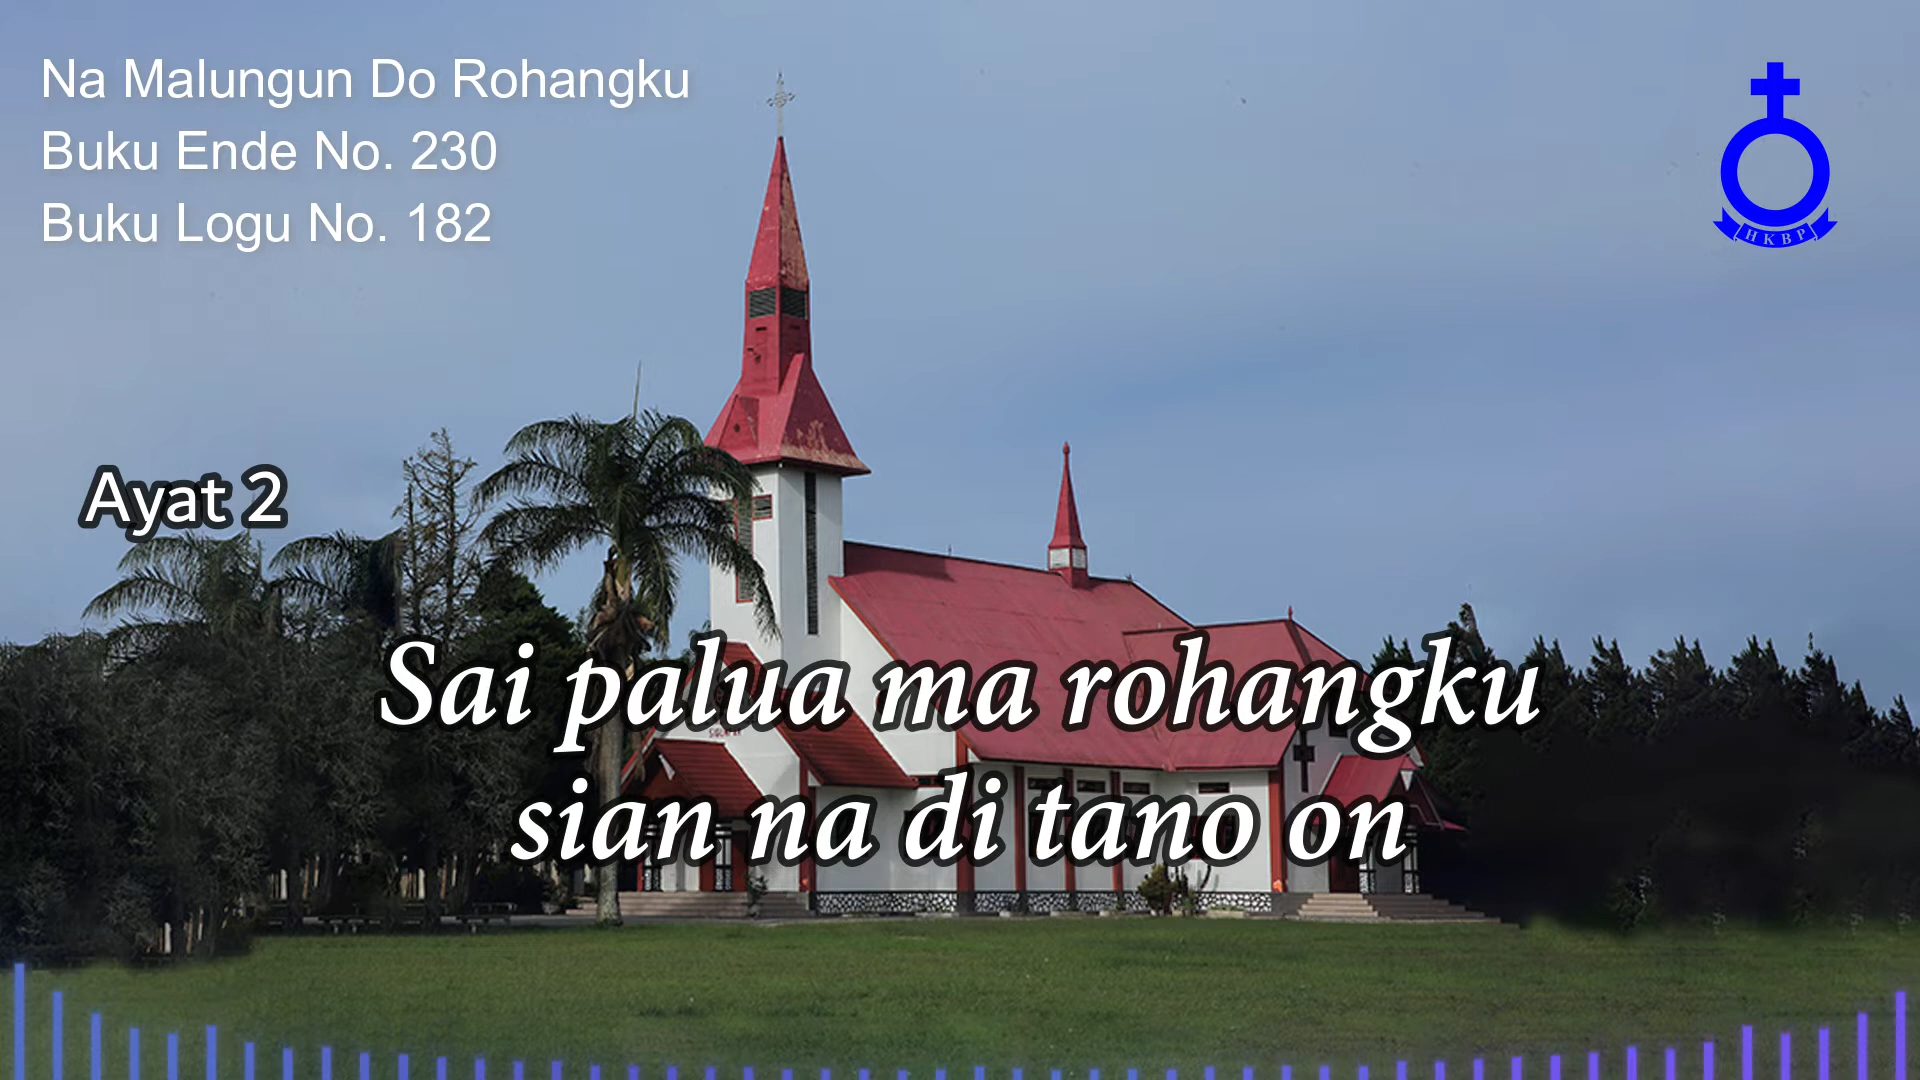 Na Malungun Do Rohangku
Buku Ende No. 230
Buku Logu No. 182
HKBP
Ayat 2
Sai palua ma rohangku
sian na di tano on